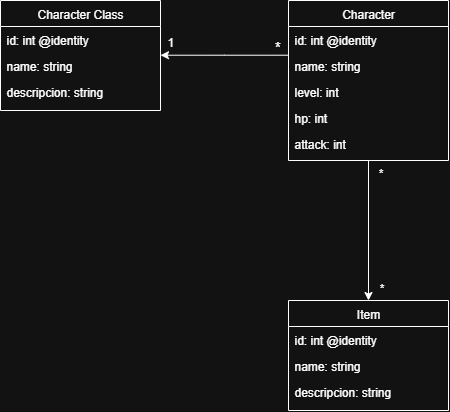 Character Class
id: int @identity
name: string
descripcion: string
1
*
Character
id: int @identity
name: string
level: int
hp: int
attack: int
*
*
Item
id: int @identity
name: string
descripcion: string